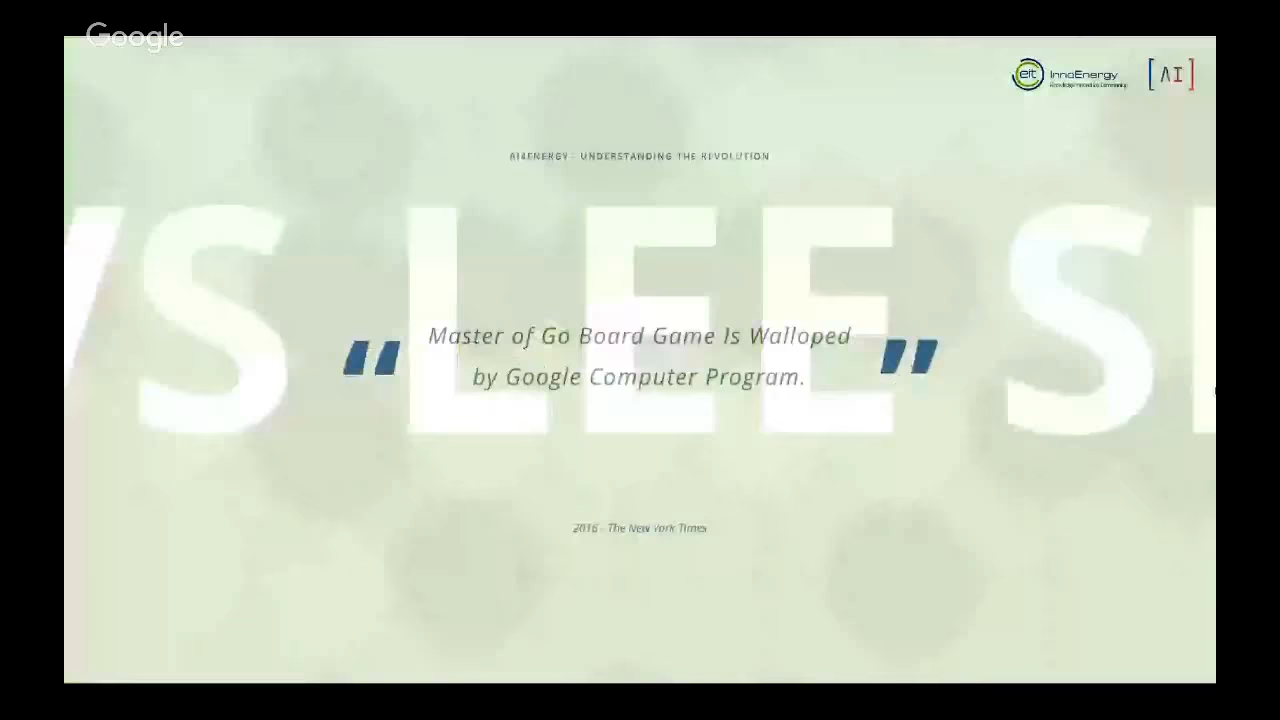 Google
eit InnoEnergy
[AI]
AI4ENERGY - UNDERSTANDING THE REVOLUTION
VS LEE S
“ Master of Go Board Game Is Walloped
by Google Computer Program. ”
2016 - The New York Times